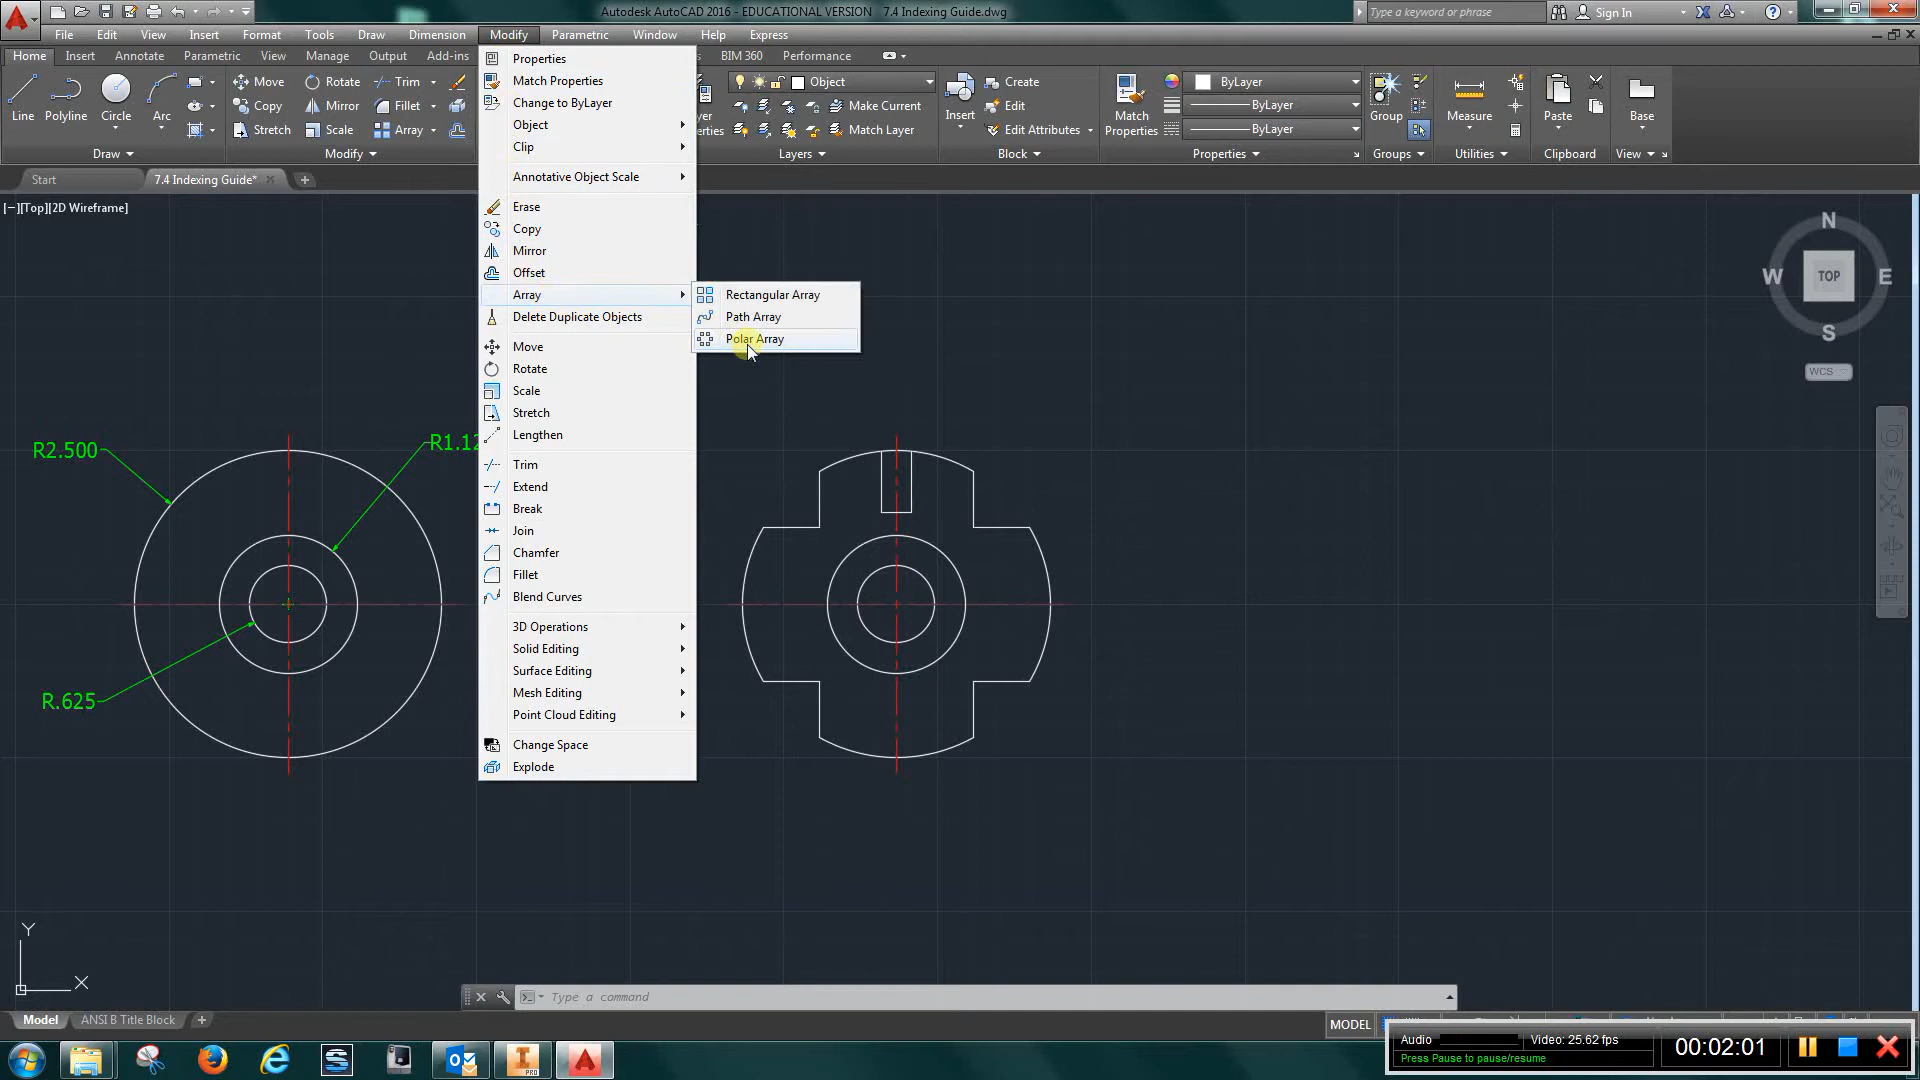 Autodesk AutoCAD 2016 - EDUCATIONAL VERSION 7.4 Indexing Guide.dwg
Type a keyword or phrase
Sign In
File Edit View Insert Format Tools Draw Dimension Modify Parametric Window Help Express
Home Insert Annotate Parametric View Manage Output Add-ins BIM 360 Performance
Line Polyline Circle Arc
Move Rotate Trim
Copy Mirror Fillet
Stretch Scale Array
Draw Modify
Object
Make Current
Match Layer
Layers
Insert
Create
Edit
Edit Attributes
Block
Match
Properties
ByLayer
ByLayer
ByLayer
Properties
Group
Groups
Measure
Utilities
Paste
Clipboard
Base
View
Start 7.4 Indexing Guide*
[−][Top][2D Wireframe]
Properties
Match Properties
Change to ByLayer
Object
Clip
Annotative Object Scale
Erase
Copy
Mirror
Offset
Array
Delete Duplicate Objects
Move
Rotate
Scale
Stretch
Lengthen
Trim
Extend
Break
Join
Chamfer
Fillet
Blend Curves
3D Operations
Solid Editing
Surface Editing
Mesh Editing
Point Cloud Editing
Change Space
Explode
Rectangular Array
Path Array
Polar Array
R2.500
R1.12
R.625
N
W TOP E
S
WCS
Y
X
Type a command
Model ANSI B Title Block
MODEL
Audio
Video: 25.62 fps
Press Pause to pause/resume
00:02:01
PRO